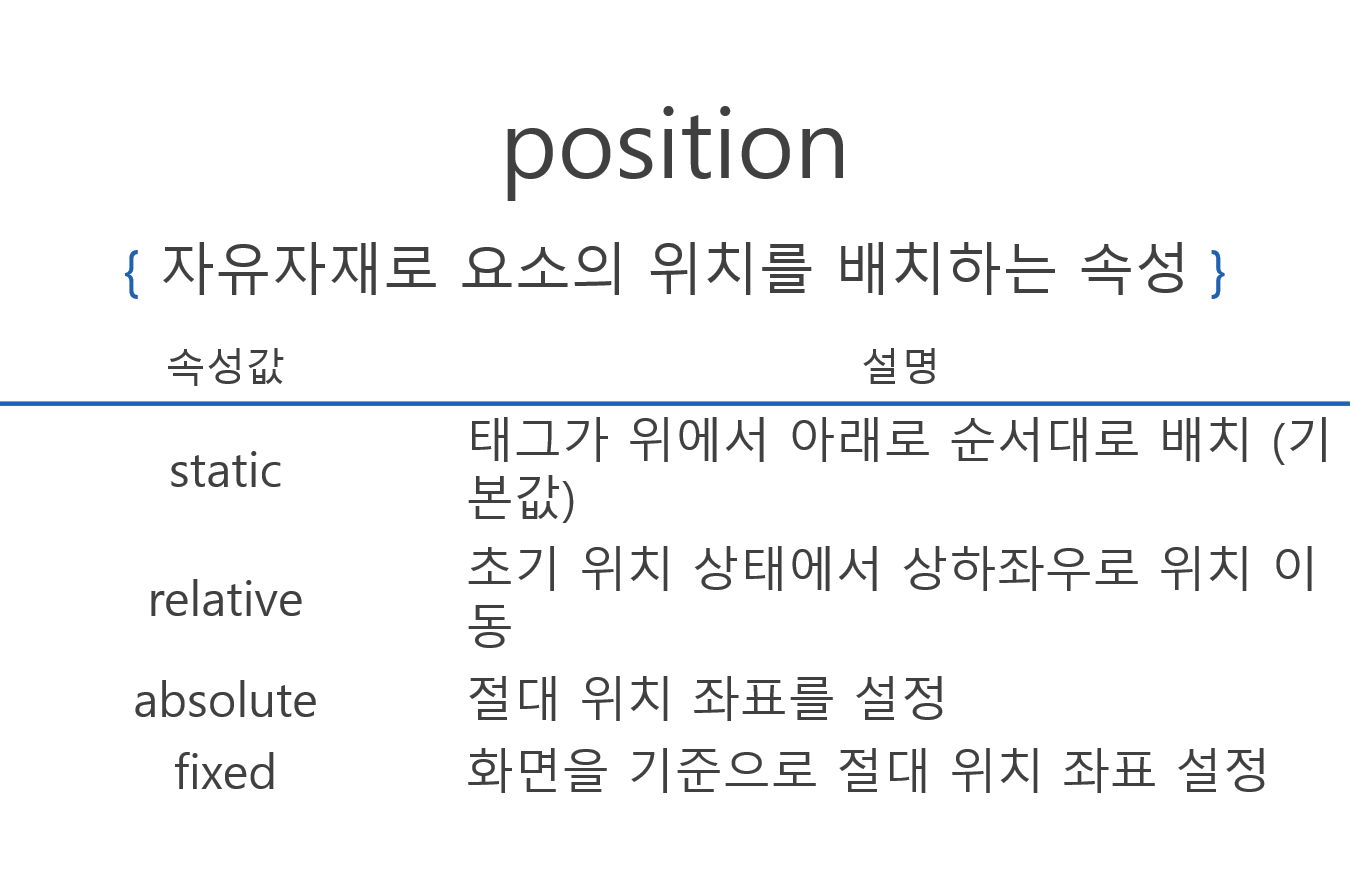 position
{ 자유자재로 요소의 위치를 배치하는 속성 }
속성값 설명
static 태그가 위에서 아래로 순서대로 배치 (기
본값)
relative 초기 위치 상태에서 상하좌우로 위치 이
동
absolute 절대 위치 좌표를 설정
fixed 화면을 기준으로 절대 위치 좌표 설정